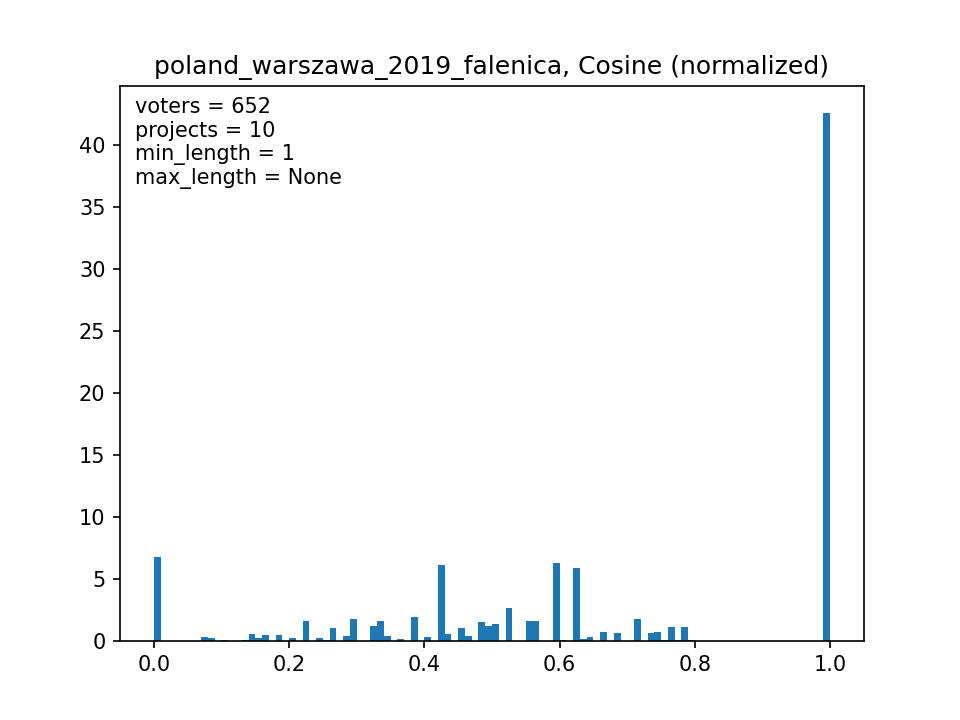 poland_warszawa_2019_falenica, Cosine (normalized)
voters = 652
projects = 10
min_length = 1
max_length = None
40
35
30
25
20
15
10
5
0
0.0 0.2 0.4 0.6 0.8 1.0